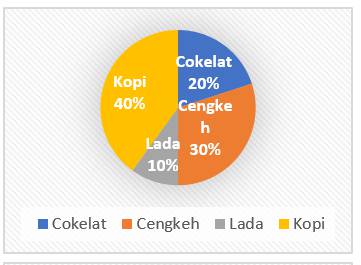 Cokelat
20%
Cengke
h
30%
Lada
10%
Kopi
40%
Cokelat Cengkeh Lada Kopi